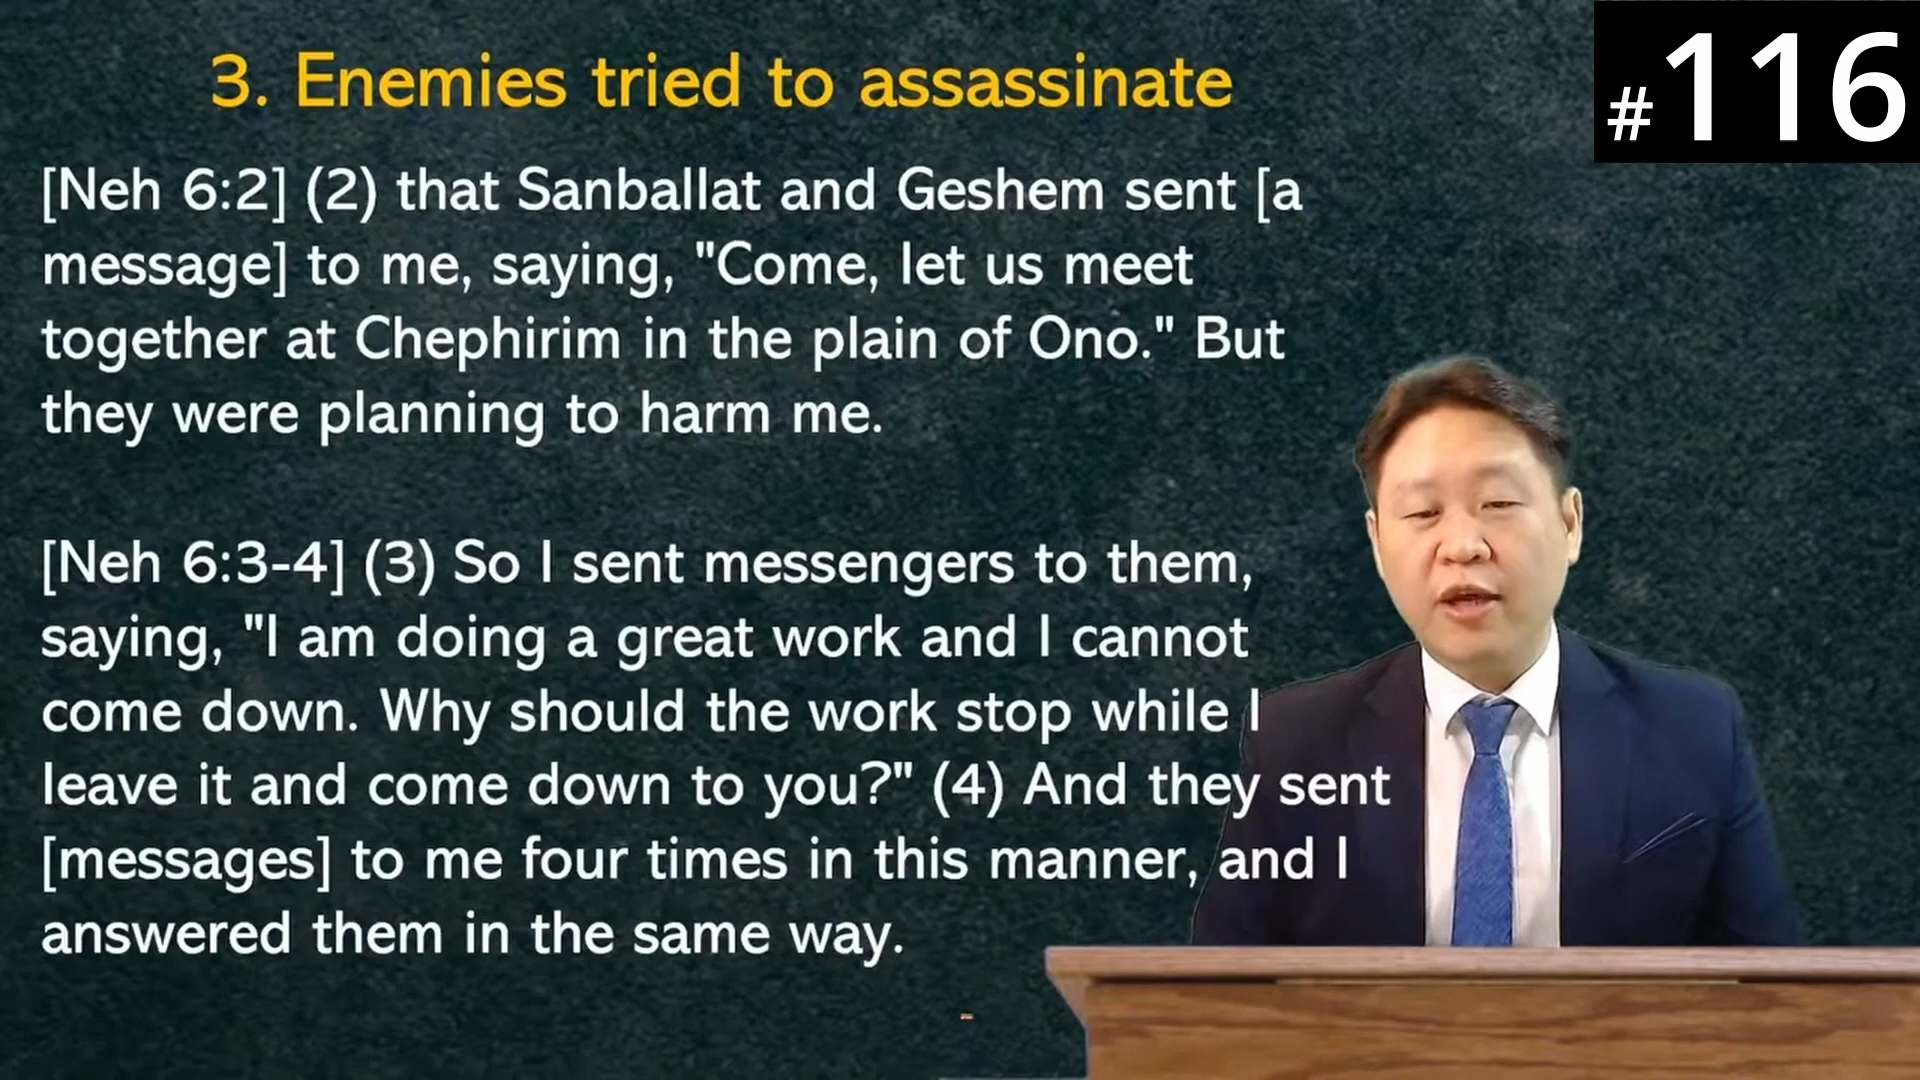 3. Enemies tried to assassinate
#116
[Neh 6:2] (2) that Sanballat and Geshem sent [a
message] to me, saying, "Come, let us meet
together at Chephirim in the plain of Ono." But
they were planning to harm me.
[Neh 6:3-4] (3) So I sent messengers to them,
saying, "I am doing a great work and I cannot
come down. Why should the work stop while I
leave it and come down to you?" (4) And they sent
[messages] to me four times in this manner, and I
answered them in the same way.